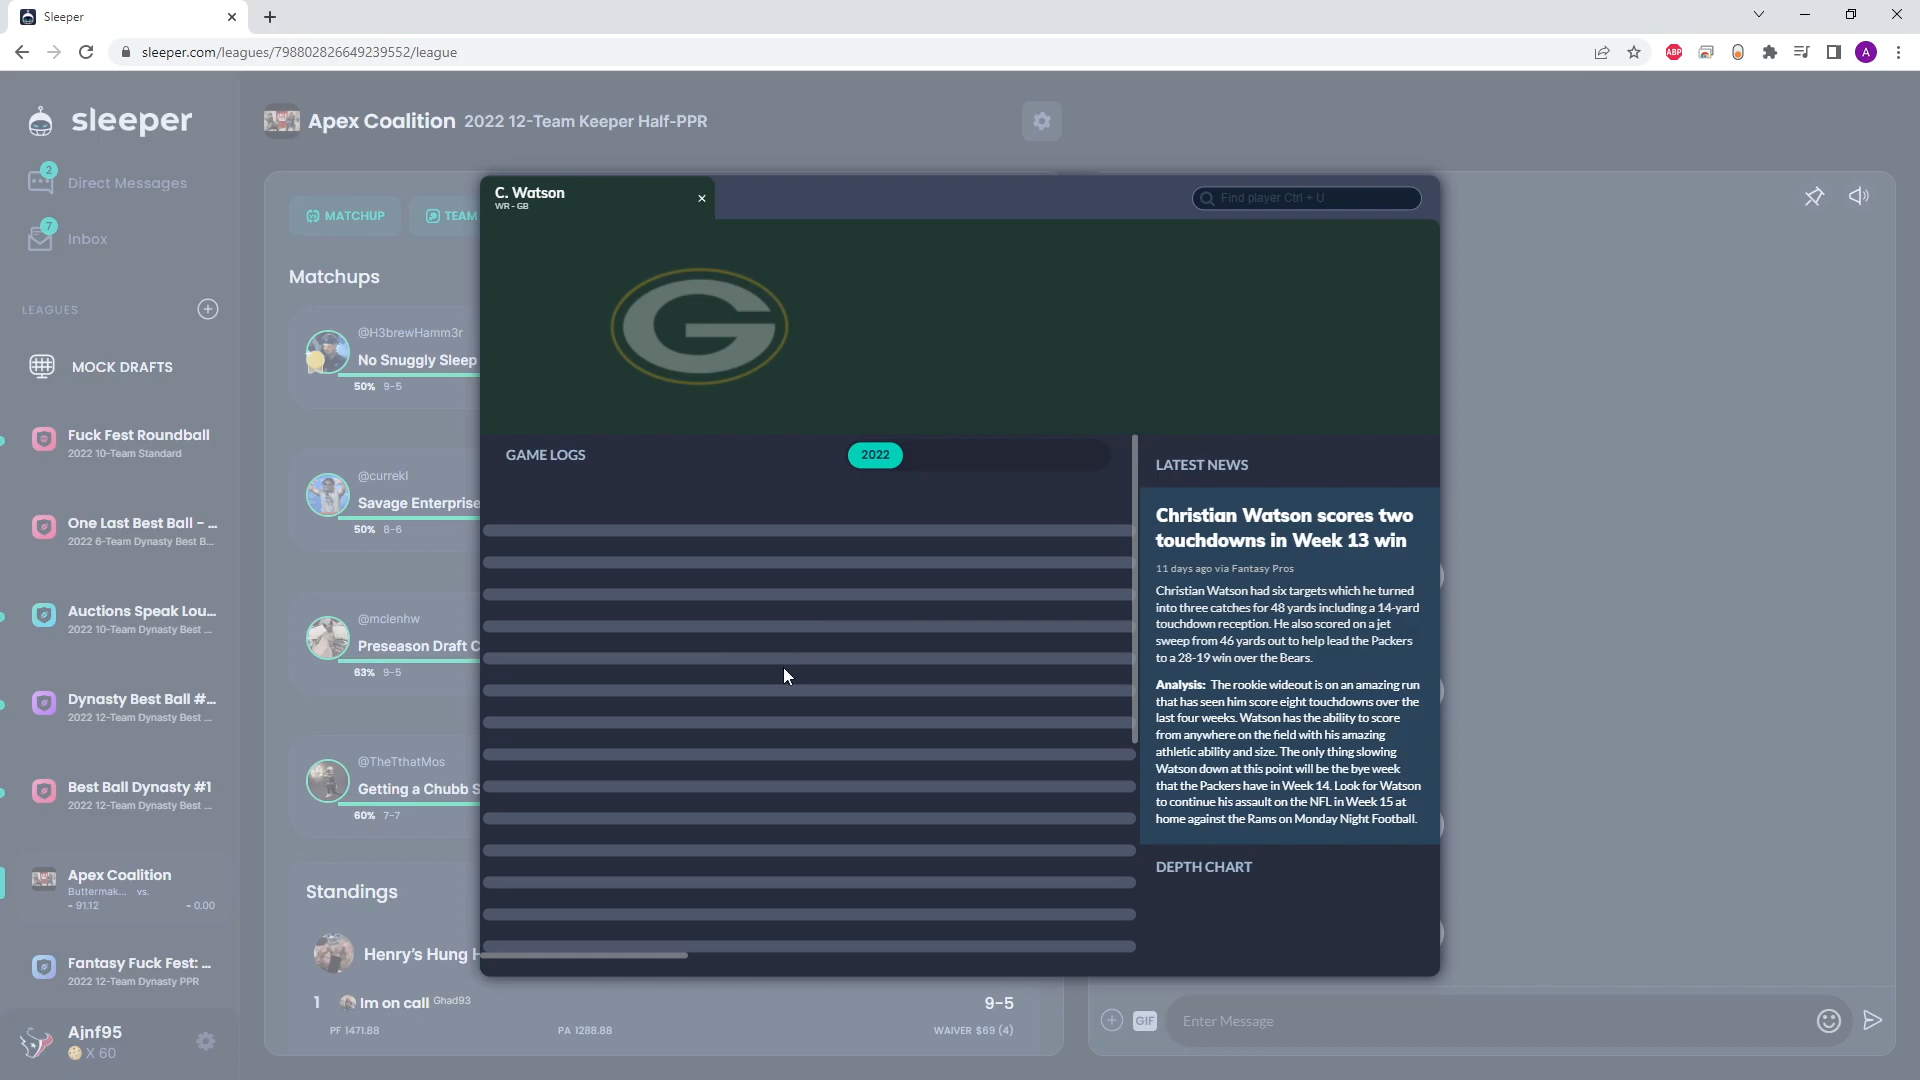 Sleeper
sleeper.com/leagues/798802826649239552/league
ABP
A
sleeper
2
Direct Messages
7
Inbox
LEAGUES
MOCK DRAFTS
Fuck Fest Roundball
2022 10-Team Standard
One Last Best Ball – ...
2022 6-Team Dynasty Best B...
Auctions Speak Lou...
2022 10-Team Dynasty Best ...
Dynasty Best Ball #...
2022 12-Team Dynasty Best ...
Best Ball Dynasty #1
2022 12-Team Dynasty Best ...
Apex Coalition
Buttermak... vs.
- 91.12 - 0.00
Fantasy Fuck Fest: ...
2022 12-Team Dynasty PPR
Ajnf95
X 60
Apex Coalition 2022 12-Team Keeper Half-PPR
MATCHUP
TEAM
Matchups
@H3brewHamm3r
No Snuggly Sleep
50% 9-5
@currekl
Savage Enterprise
50% 8-6
@mclenhw
Preseason Draft C
63% 9-5
@TheTthatMos
Getting a Chubb S
60% 7-7
Standings
Henry's Hung H
1 Im on call Ghad93 9-5
PF 1471.88 PA 1288.88 WAIVER $69 (4)
C. Watson
WR - GB
Find player Ctrl + U
G
GAME LOGS
2022
LATEST NEWS
Christian Watson scores two
touchdowns in Week 13 win
11 days ago via Fantasy Pros
Christian Watson had six targets which he turned
into three catches for 48 yards including a 14-yard
touchdown reception. He also scored on a jet
sweep from 46 yards out to help lead the Packers
to a 28-19 win over the Bears.
Analysis: The rookie wideout is on an amazing run
that has seen him score eight touchdowns over the
last four weeks. Watson has the ability to score
from anywhere on the field with his amazing
athletic ability and size. The only thing slowing
Watson down at this point will be the bye week
that the Packers have in Week 14. Look for Watson
to continue his assault on the NFL in Week 15 at
home against the Rams on Monday Night Football.
DEPTH CHART
GIF
Enter Message